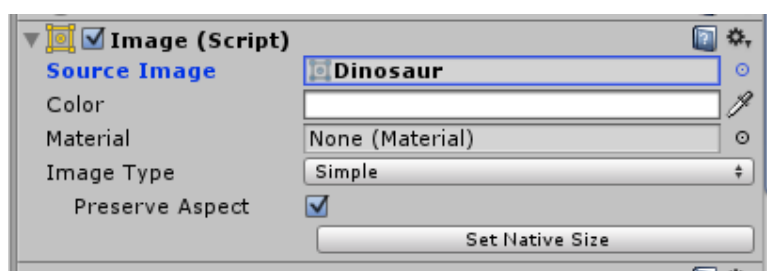 Image (Script)
Source Image Dinosaur
Color
Material None (Material)
Image Type Simple
Preserve Aspect
Set Native Size